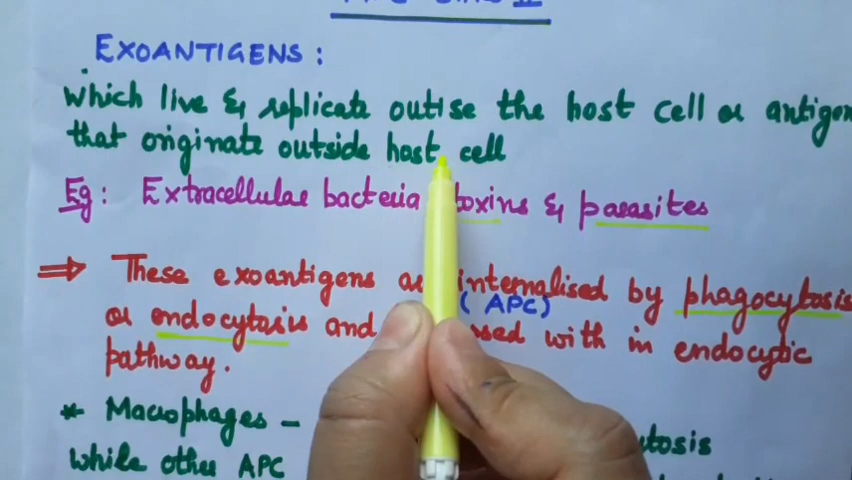 EXOANTIGENS :
which live & replicate outise the host cell or antigen
that originate outside host cell
Eg : Extracellular bacteria toxins & parasites
⇒ These exoantigens internalised by phagocytosis
(APC)
or endocytosis and with in endocytic
pathway.
* Macrophages –
while other APC